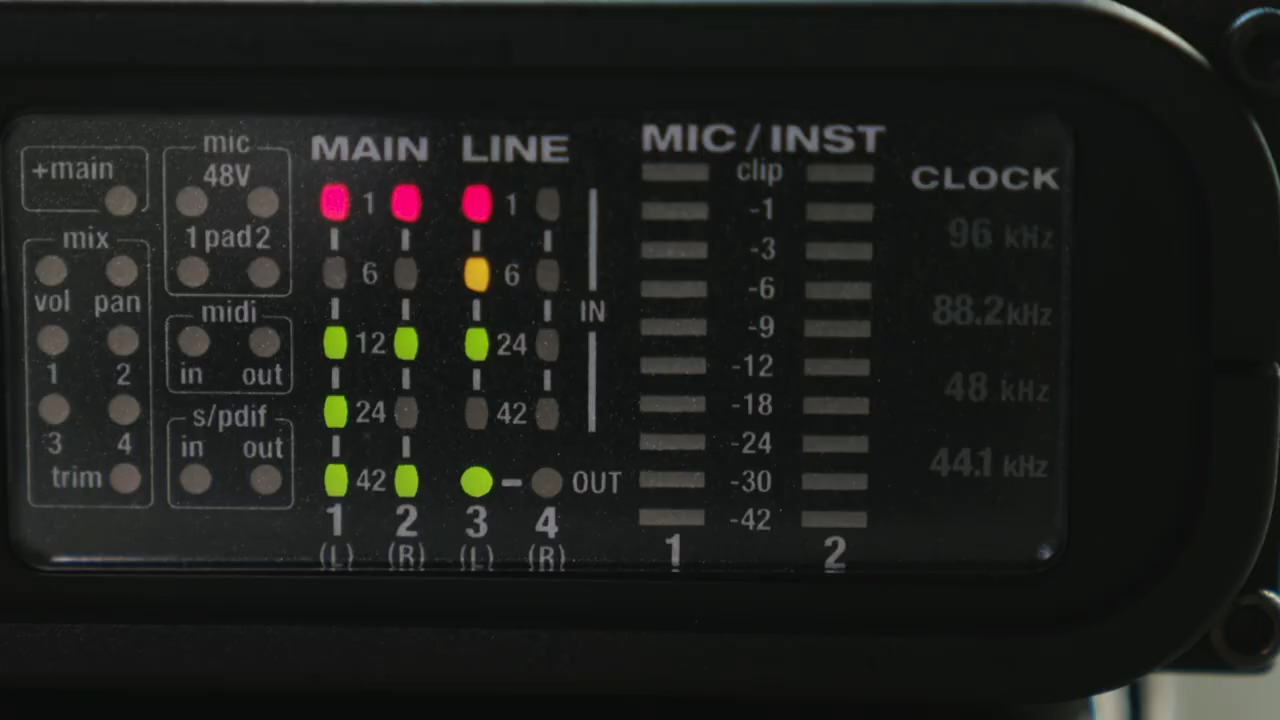 +main
mix
vol pan
1 2
3 4
trim
mic
48V
1 pad 2
midi
in out
s/pdif
in out
MAIN LINE
1 1
6 6
12 24
24 42
42 - OUT
IN
1 2 3 4
(L) (R) (L) (R)
MIC / INST
clip
-1
-3
-6
-9
-12
-18
-24
-30
-42
1 2
CLOCK
96 kHz
88.2 kHz
48 kHz
44.1 kHz